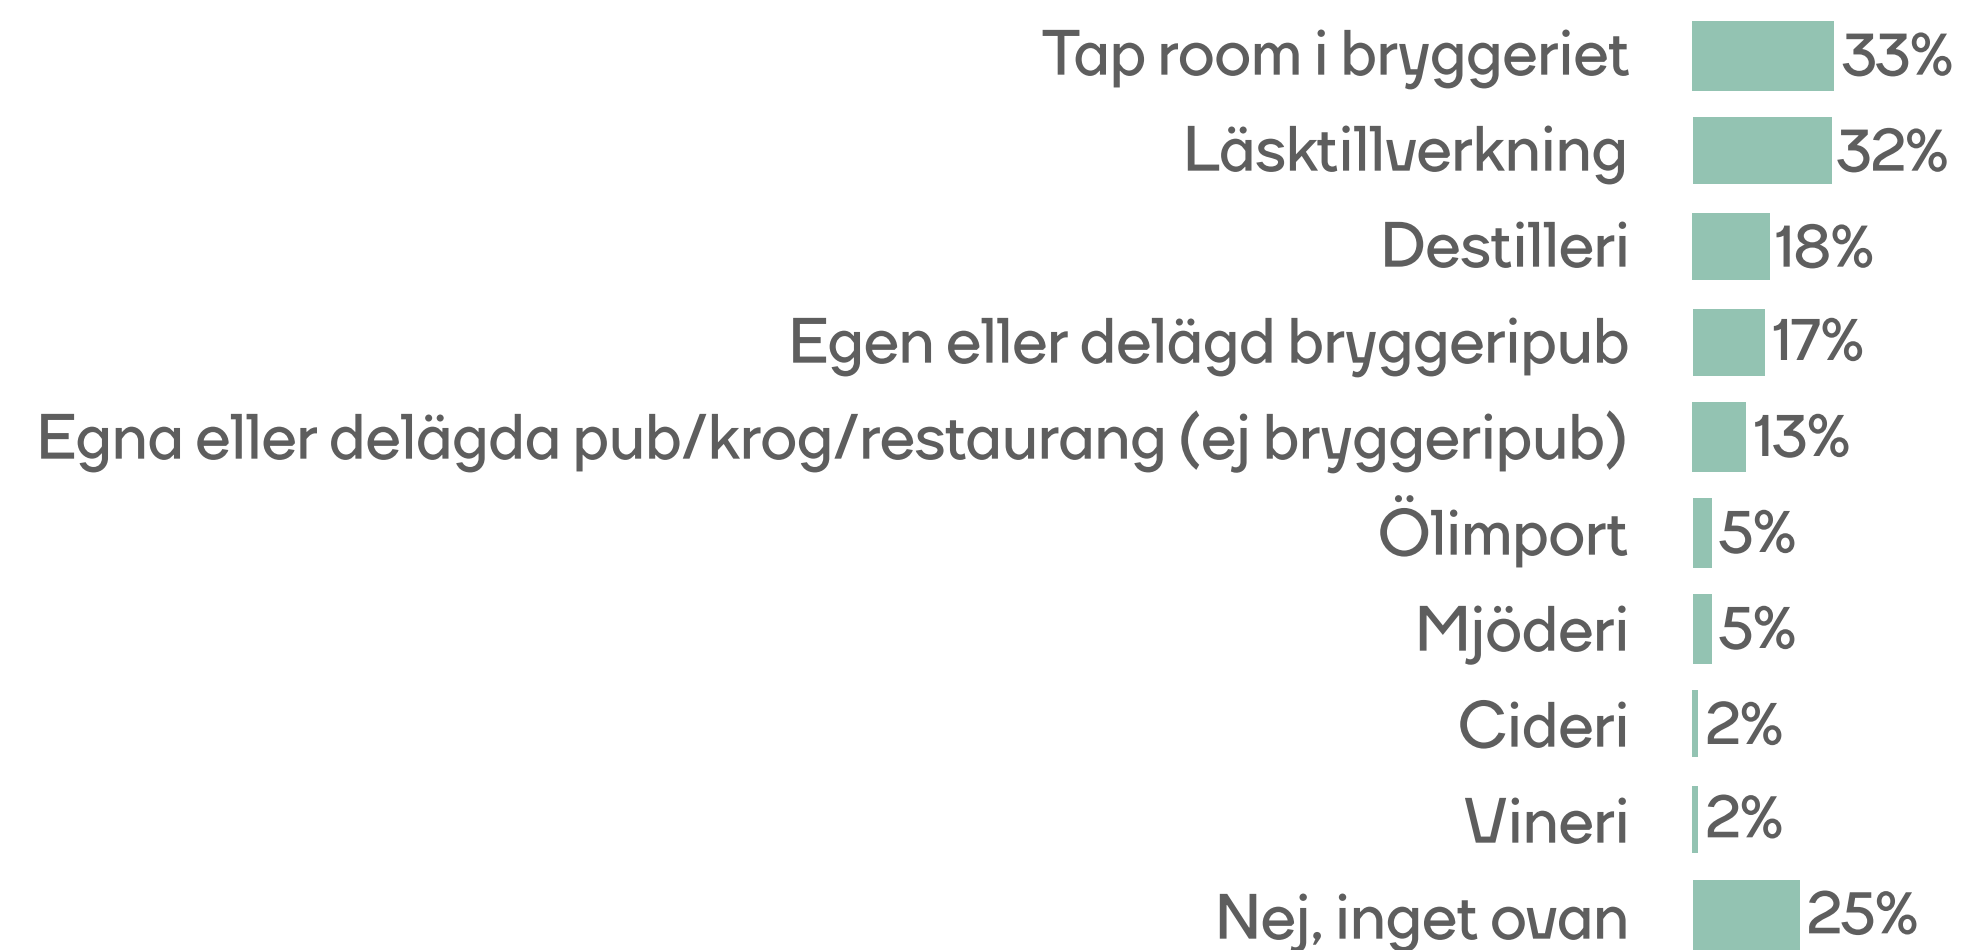 Tap room i bryggeriet 33%
Läsktillverkning 32%
Destilleri 18%
Egen eller delägd bryggeripub 17%
Egna eller delägda pub/krog/restaurang (ej bryggeripub) 13%
Ölimport 5%
Mjöderi 5%
Cideri 2%
Vineri 2%
Nej, inget ovan 25%